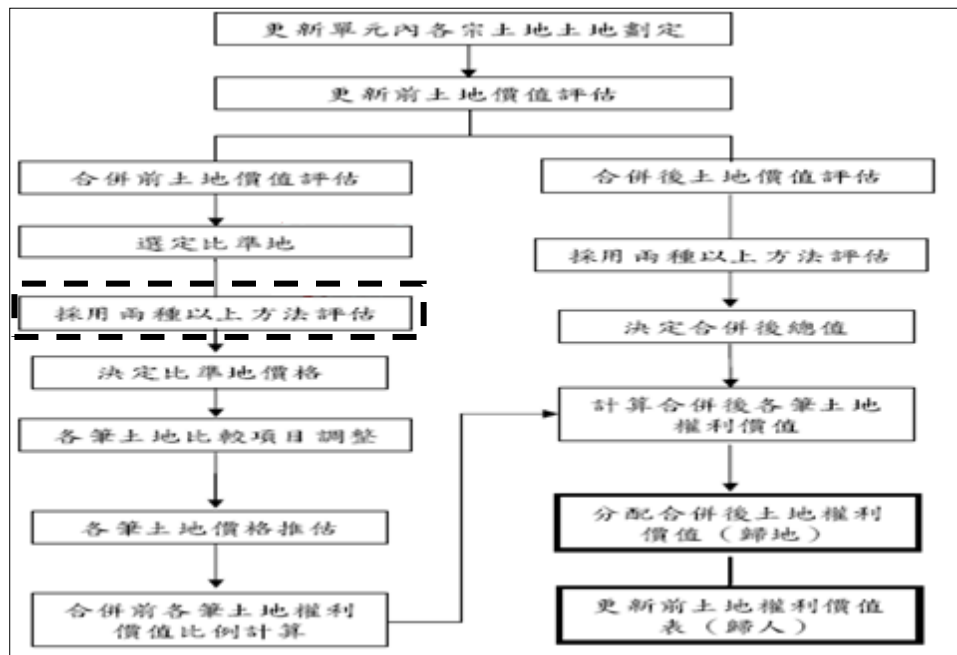 更新單元內各宗土地土地劃定
更新前土地價值評估
合併前土地價值評估
選定比準地
採用兩種以上方法評估
決定比準地價格
各筆土地比較項目調整
各筆土地價格推估
合併前各筆土地權利
價值比例計算
合併後土地價值評估
採用兩種以上方法評估
決定合併後總值
計算合併後各筆土地
權利價值
分配合併後土地權利
價值（歸地）
更新前土地權利價值
表（歸人）